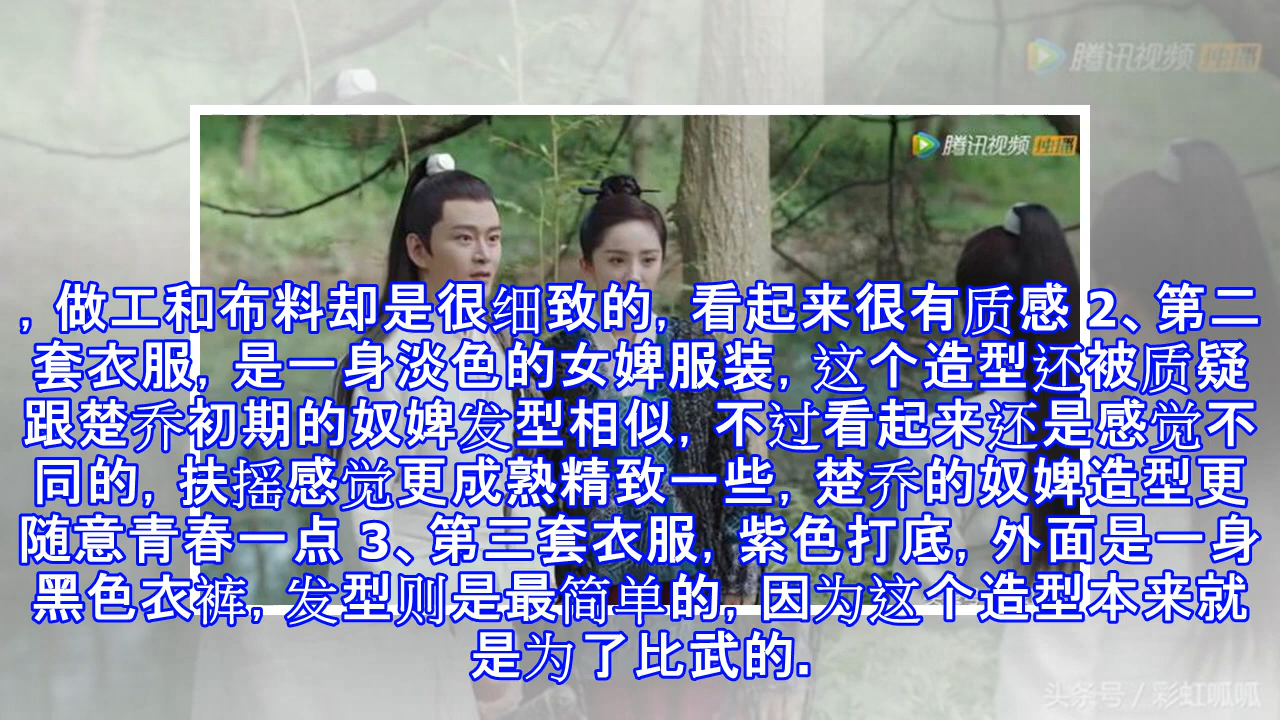 腾讯视频 独播
腾讯视频 独播
, 做工和布料却是很细致的, 看起来很有质感 2、第二
套衣服, 是一身淡色的女婢服装, 这个造型还被质疑
跟楚乔初期的奴婢发型相似, 不过看起来还是感觉不
同的, 扶摇感觉更成熟精致一些, 楚乔的奴婢造型更
随意青春一点 3、第三套衣服, 紫色打底, 外面是一身
黑色衣裤, 发型则是最简单的, 因为这个造型本来就
是为了比武的.
头条号 / 彩虹呱呱